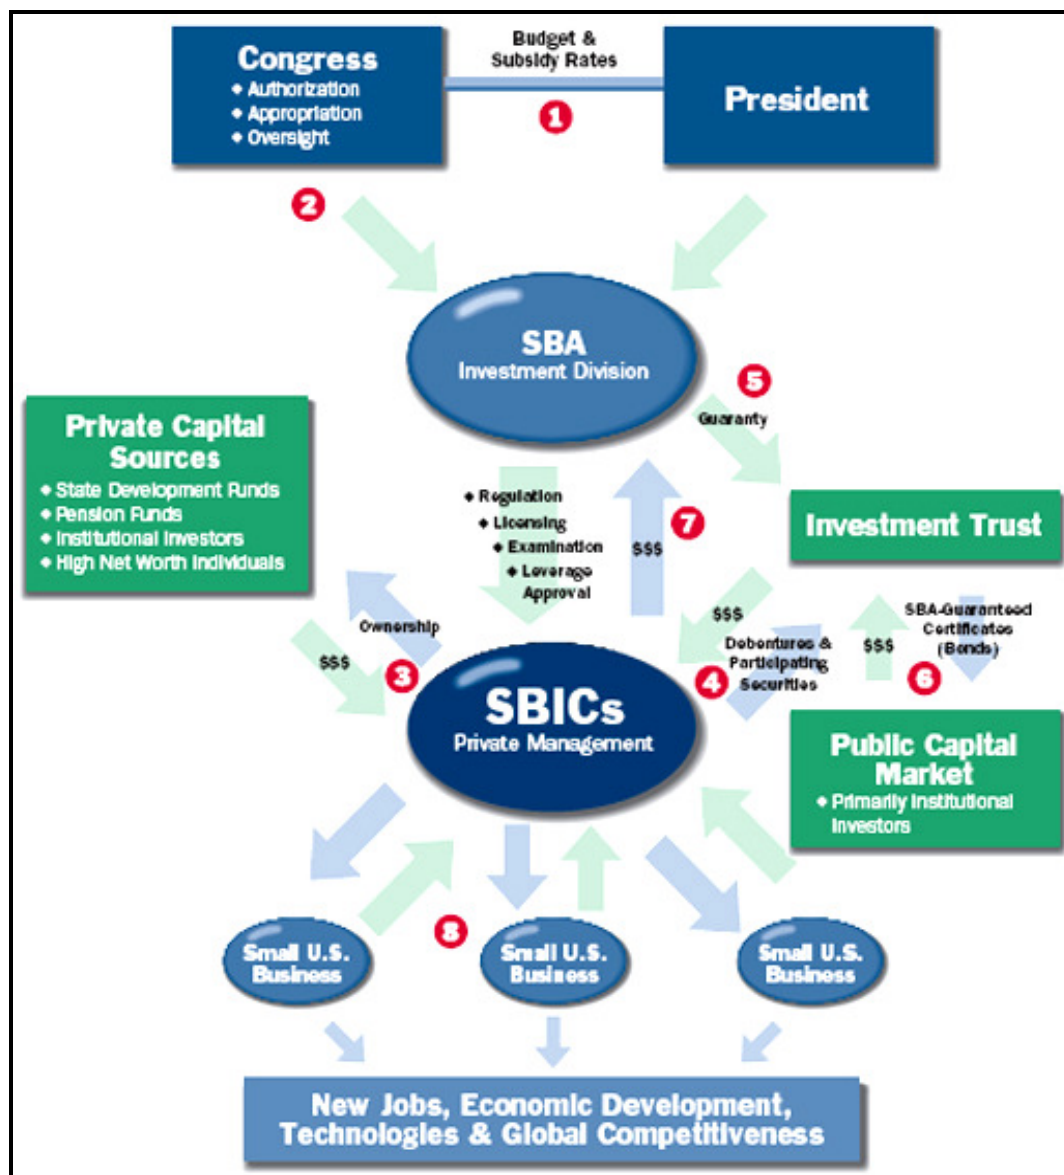 Congress
◆ Authorization
◆ Appropriation
◆ Oversight
Budget &
Subsidy Rates
1
President
2
SBA
Investment Division
5
Guaranty
Private Capital
Sources
◆ State Development Funds
◆ Pension Funds
◆ Institutional Investors
◆ High Net Worth Individuals
◆ Regulation
◆ Licensing
◆ Examination
◆ Leverage
Approval
$$$
7
Investment Trust
Ownership
$$$
3
$$$
Debentures &
Participating
Securities
4
$$$
SBA-Guaranteed
Certificates
(Bonds)
6
SBICs
Private Management
Public Capital
Market
◆ Primarily Institutional
Investors
8
Small U.S.
Business
Small U.S.
Business
Small U.S.
Business
New Jobs, Economic Development,
Technologies & Global Competitiveness